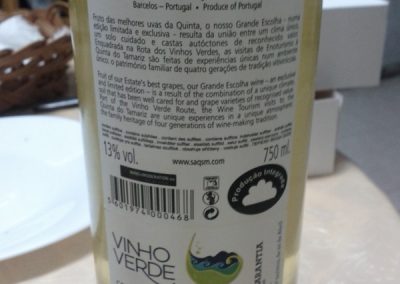 Barcelos – Portugal • Produce of Portugal
Fruto das melhores uvas da Quinta, o nosso Grande Escolha - numa
edição limitada e exclusiva - resulta da união entre um clima único,
um solo cuidado e castas autóctones de reconhecido valor.
Enquadrada na Rota dos Vinhos Verdes, as visitas de Enoturismo à
Quinta do Tamariz são feitas de experiências únicas num ambiente
único, o património familiar de quatro gerações de tradição vitivinícola.
Fruit of our Estate's best grapes, our Grande Escolha wine – an exclusive
and limited edition – is a result of the combination of a unique climate,
soil that has been well cared for and grape varieties of recognized value.
Part of the Vinho Verde Route, the Wine Tourism visits to the
Quinta do Tamariz are unique experiences in a unique atmosphere,
the family heritage of four generations of wine-making tradition.
13% vol.
www.saqsm.com
750 ml
5601974000468
Produção Integrada
VINHO
VERDE
GARANTIA